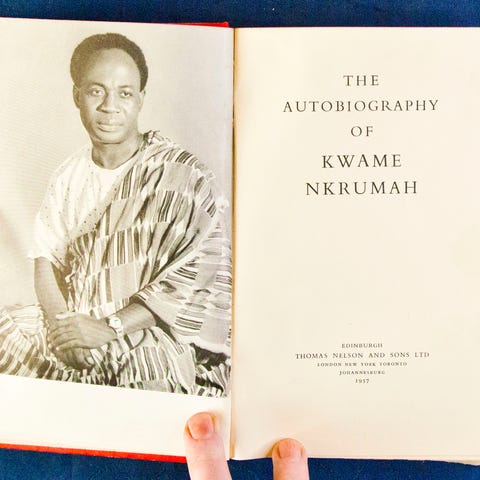 THE
AUTOBIOGRAPHY
OF
KWAME
NKRUMAH
EDINBURGH
THOMAS NELSON AND SONS LTD
LONDON NEW YORK TORONTO
JOHANNESBURG
1957